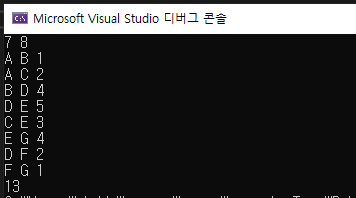 Microsoft Visual Studio 디버그 콘솔
7 8
A B 1
A C 2
B D 4
D E 5
C E 3
E G 4
D F 2
F G 1
13